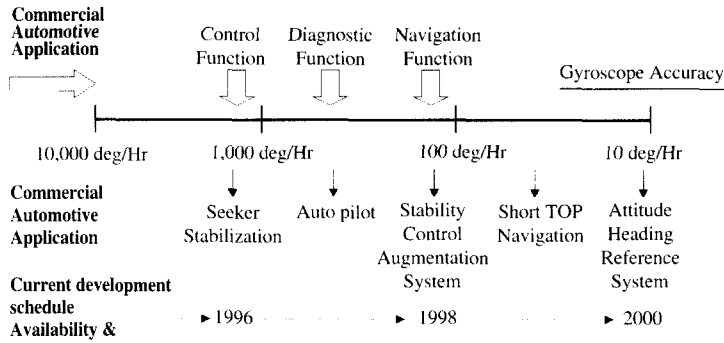 Commercial
Automotive
Application
Control
Function
Diagnostic
Function
Navigation
Function
Gyroscope Accuracy
10,000 deg/Hr
1,000 deg/Hr
100 deg/Hr
10 deg/Hr
Commercial
Automotive
Application
Seeker
Stabilization
Auto pilot
Stability
Control
Augmentation
System
Short TOP
Navigation
Attitude
Heading
Reference
System
Current development
schedule
Availability &
1996
1998
2000